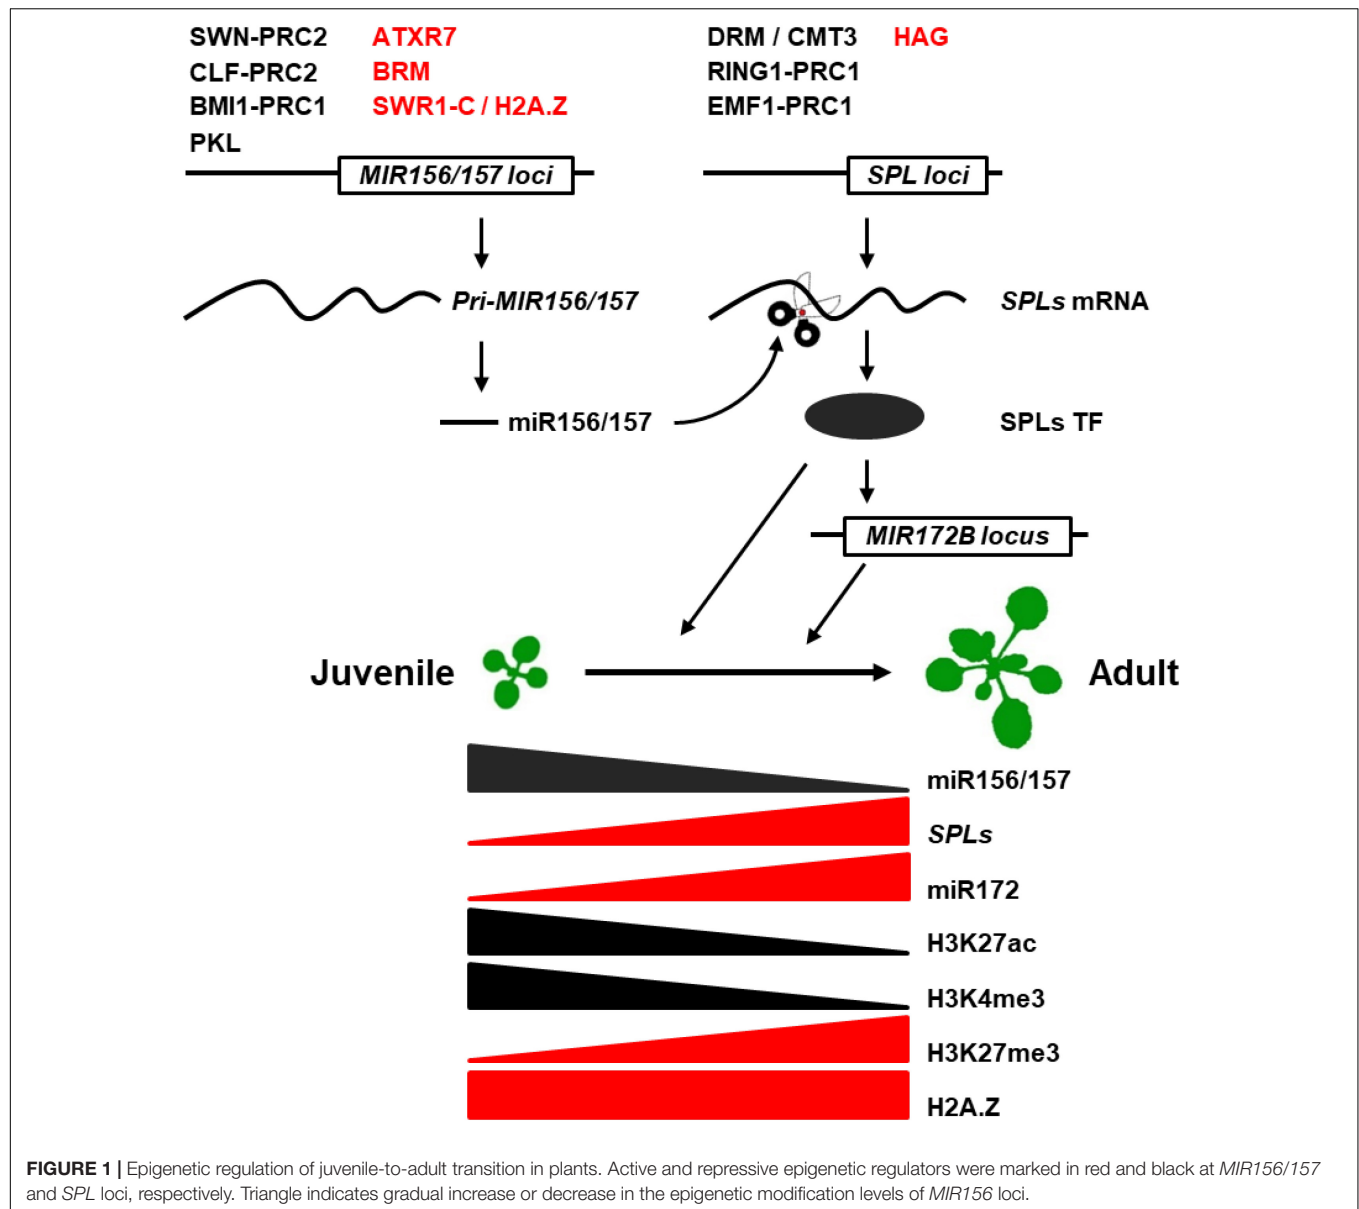 SWN-PRC2 ATXR7
CLF-PRC2 BRM
BMI1-PRC1 SWR1-C / H2A.Z
PKL
MIR156/157 loci
DRM / CMT3 HAG
RING1-PRC1
EMF1-PRC1
SPL loci
Pri-MIR156/157
SPLs mRNA
miR156/157
SPLs TF
MIR172B locus
Juvenile
Adult
miR156/157
SPLs
miR172
H3K27ac
H3K4me3
H3K27me3
H2A.Z
FIGURE 1 | Epigenetic regulation of juvenile-to-adult transition in plants. Active and repressive epigenetic regulators were marked in red and black at MIR156/157
and SPL loci, respectively. Triangle indicates gradual increase or decrease in the epigenetic modification levels of MIR156 loci.